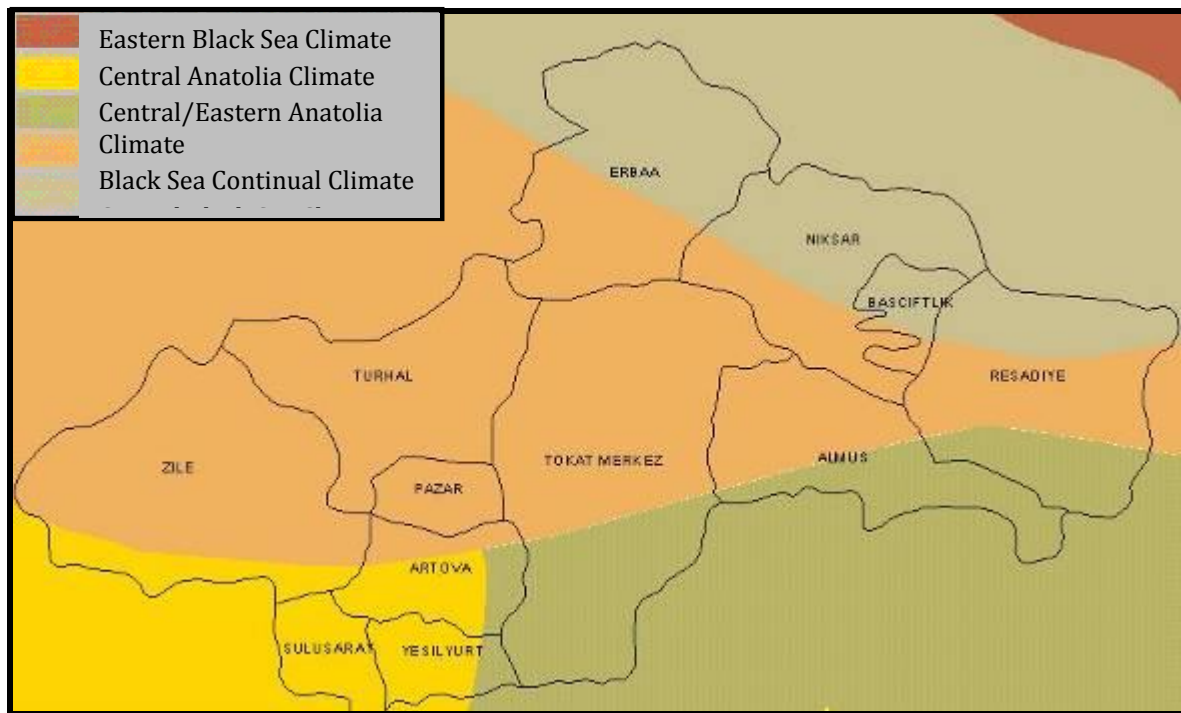 Eastern Black Sea Climate
Central Anatolia Climate
Central/Eastern Anatolia
Climate
Black Sea Continual Climate
ERBAA
NIKSAR
BASCIFTLIK
TURHAL
RESADIYE
ZILE
PAZAR
TOKAT MERKEZ
ALMUS
ARTOVA
SULUSARAY
YESILYURT